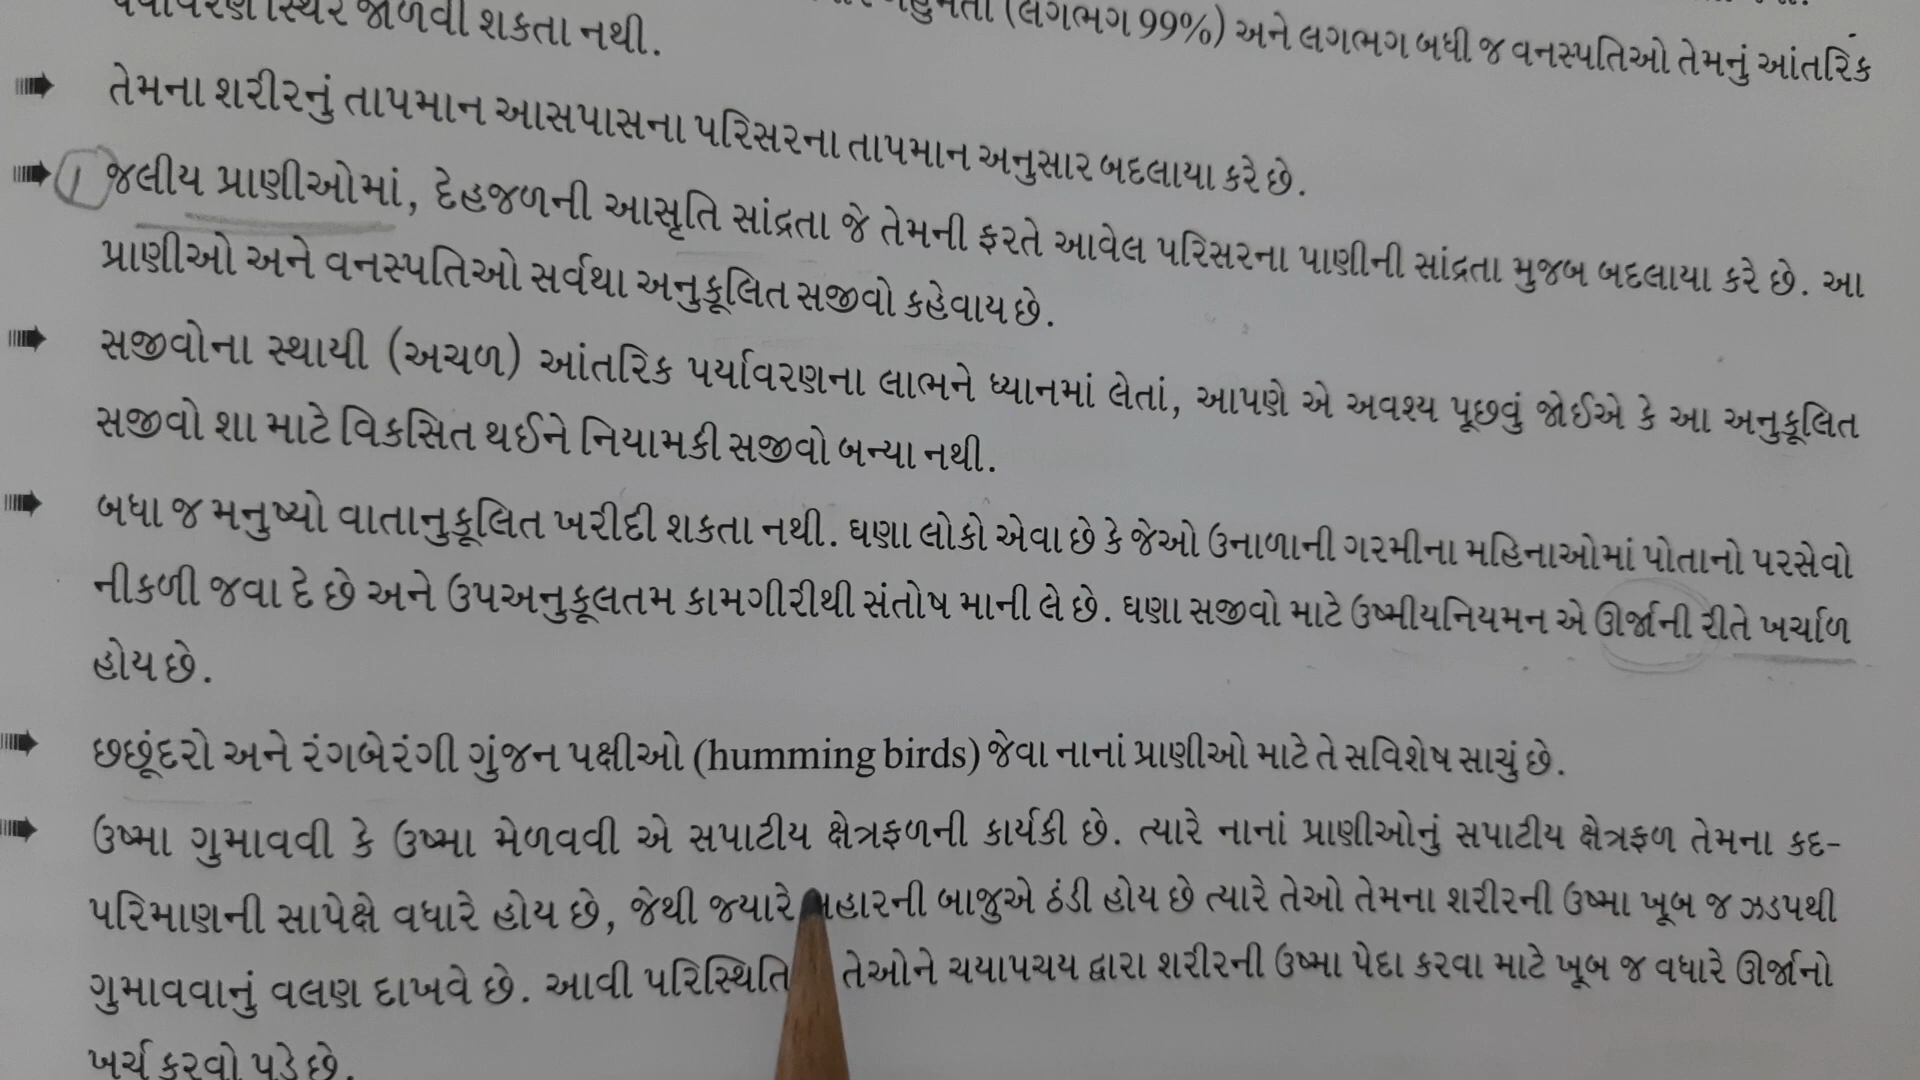 પર્યાવરણ સ્થિર જાળવી શકતા નથી.
(લગભગ 99%) અને લગભગ બધી જ વનસ્પતિઓ તેમનું આંતરિક
તેમના શરીરનું તાપમાન આસપાસના પરિસરના તાપમાન અનુસાર બદલાયા કરે છે.
જલીય પ્રાણીઓમાં, દેહજળની આસૃતિ સાંદ્રતા જે તેમની ફરતે આવેલ પરિસરના પાણીની સાંદ્રતા મુજબ બદલાયા કરે છે. આ
પ્રાણીઓ અને વનસ્પતિઓ સર્વથા અનુકૂલિત સજીવો કહેવાય છે.
સજીવોના સ્થાયી (અચળ) આંતરિક પર્યાવરણના લાભને ધ્યાનમાં લેતાં, આપણે એ અવશ્ય પૂછવું જોઈએ કે આ અનુકૂલિત
સજીવો શા માટે વિકસિત થઈને નિયામકી સજીવો બન્યા નથી.
બધા જ મનુષ્યો વાતાનુકૂલિત ખરીદી શકતા નથી. ઘણા લોકો એવા છે કે જેઓ ઉનાળાની ગરમીના મહિનાઓમાં પોતાનો પરસેવો
નીકળી જવા દે છે અને ઉપઅનુકૂલતમ કામગીરીથી સંતોષ માની લે છે. ઘણા સજીવો માટે ઉષ્મીયનિયમન એ ઊર્જાની રીતે ખર્ચાળ
હોય છે.
છછૂંદરો અને રંગબેરંગી ગુંજન પક્ષીઓ (humming birds) જેવા નાનાં પ્રાણીઓ માટે તે સવિશેષ સાચું છે.
ઉષ્મા ગુમાવવી કે ઉષ્મા મેળવવી એ સપાટીય ક્ષેત્રફળની કાર્યકી છે. ત્યારે નાનાં પ્રાણીઓનું સપાટીય ક્ષેત્રફળ તેમના કદ-
પરિમાણની સાપેક્ષે વધારે હોય છે, જેથી જ્યારે બહારની બાજુએ ઠંડી હોય છે ત્યારે તેઓ તેમના શરીરની ઉષ્મા ખૂબ જ ઝડપથી
ગુમાવવાનું વલણ દાખવે છે. આવી પરિસ્થિતિ તેઓને ચયાપચય દ્વારા શરીરની ઉષ્મા પેદા કરવા માટે ખૂબ જ વધારે ઊર્જાનો
ખર્ચ કરવો પડે છે.